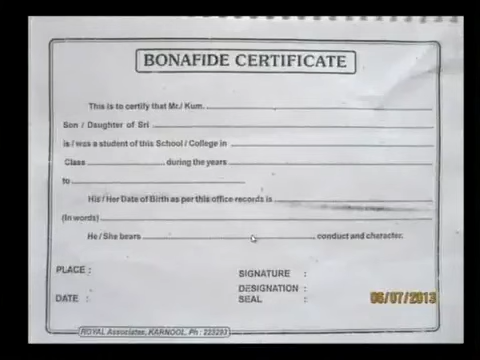 BONAFIDE CERTIFICATE
This is to certify that Mr./ Kum.
Son / Daughter of Sri
is / was a student of this School / College in
Class during the years
to
His / Her Date of Birth as per this office records is
(In words)
He / She bears conduct and character.
PLACE :
SIGNATURE :
DESIGNATION :
DATE : SEAL :
06/07/2013
ROYAL Associates, KARNOOL, Ph : 223293